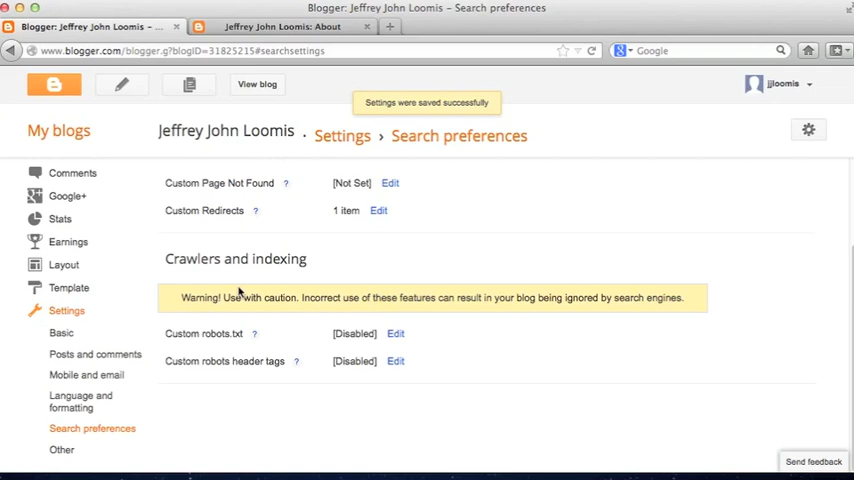 Blogger: Jeffrey John Loomis – Search preferences
Blogger: Jeffrey John Loomis – ...
Blogger: Jeffrey John Loomis: About
www.blogger.com/blogger.g?blogID=31825215#searchsettings
Google
View blog
jjloomis
Settings were saved successfully
My blogs
Jeffrey John Loomis . Settings › Search preferences
Comments
Google+
Stats
Earnings
Layout
Template
Settings
Basic
Posts and comments
Mobile and email
Language and
formatting
Search preferences
Other
Custom Page Not Found ? [Not Set] Edit
Custom Redirects ? 1 item Edit
Crawlers and indexing
Warning! Use with caution. Incorrect use of these features can result in your blog being ignored by search engines.
Custom robots.txt ? [Disabled] Edit
Custom robots header tags ? [Disabled] Edit
Send feedback